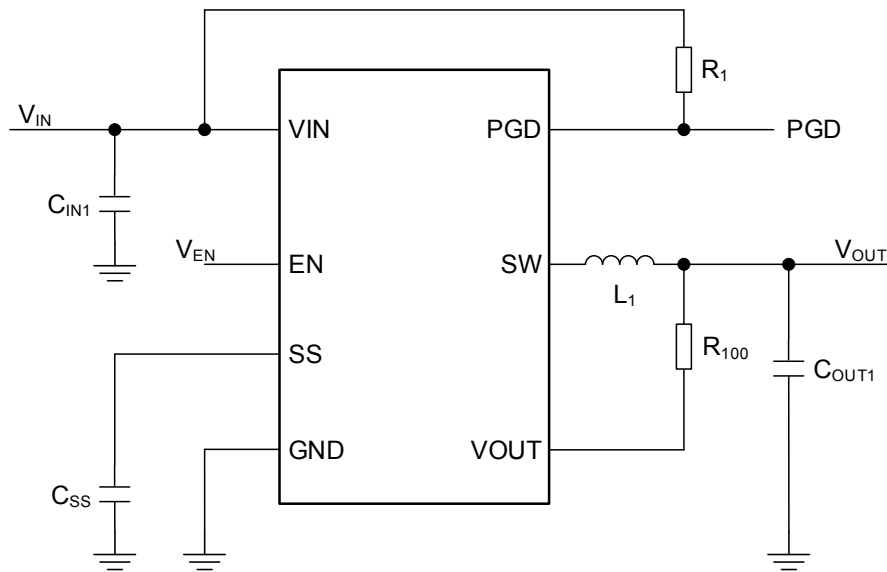 R1
VIN
VIN
PGD
PGD
CIN1
VEN
EN
SW
VOUT
L1
SS
R100
COUT1
GND
VOUT
CSS